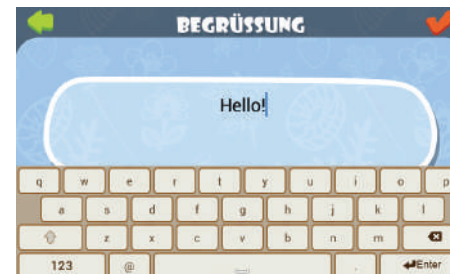 BEGRÜSSUNG
Hello!
q w e r t y u i o p
a s d f g h j k l
z x c v b n m
123 @ . Enter